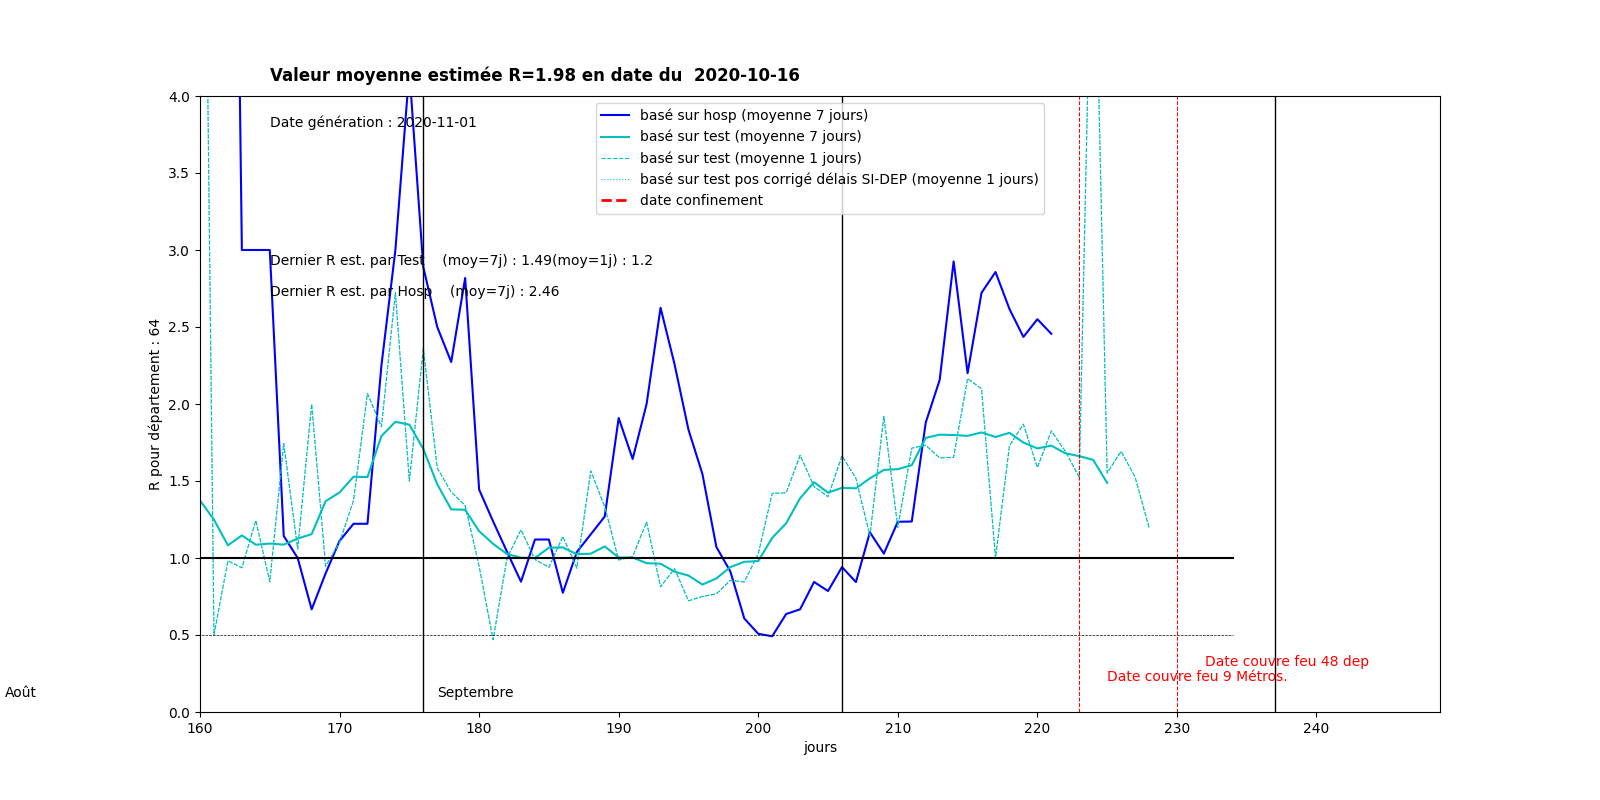 Valeur moyenne estimée R=1.98 en date du  2020-10-16
4.0
3.5
3.0
2.5
2.0
1.5
1.0
0.5
0.0
R pour département : 64
Date génération : 2020-11-01
basé sur hosp (moyenne 7 jours)
basé sur test (moyenne 7 jours)
basé sur test (moyenne 1 jours)
basé sur test pos corrigé délais SI-DEP (moyenne 1 jours)
date confinement
Dernier R est. par Test    (moy=7j) : 1.49(moy=1j) : 1.2
Dernier R est. par Hosp    (moy=7j) : 2.46
Date couvre feu 48 dep
Date couvre feu 9 Métros.
Août
Septembre
160 170 180 190 200 210 220 230 240
jours